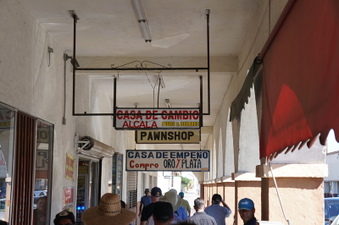 CASA DE CAMBIO
ALCALA
PAWNSHOP
CASA DE EMPEÑO
Compro ORO/PLATA